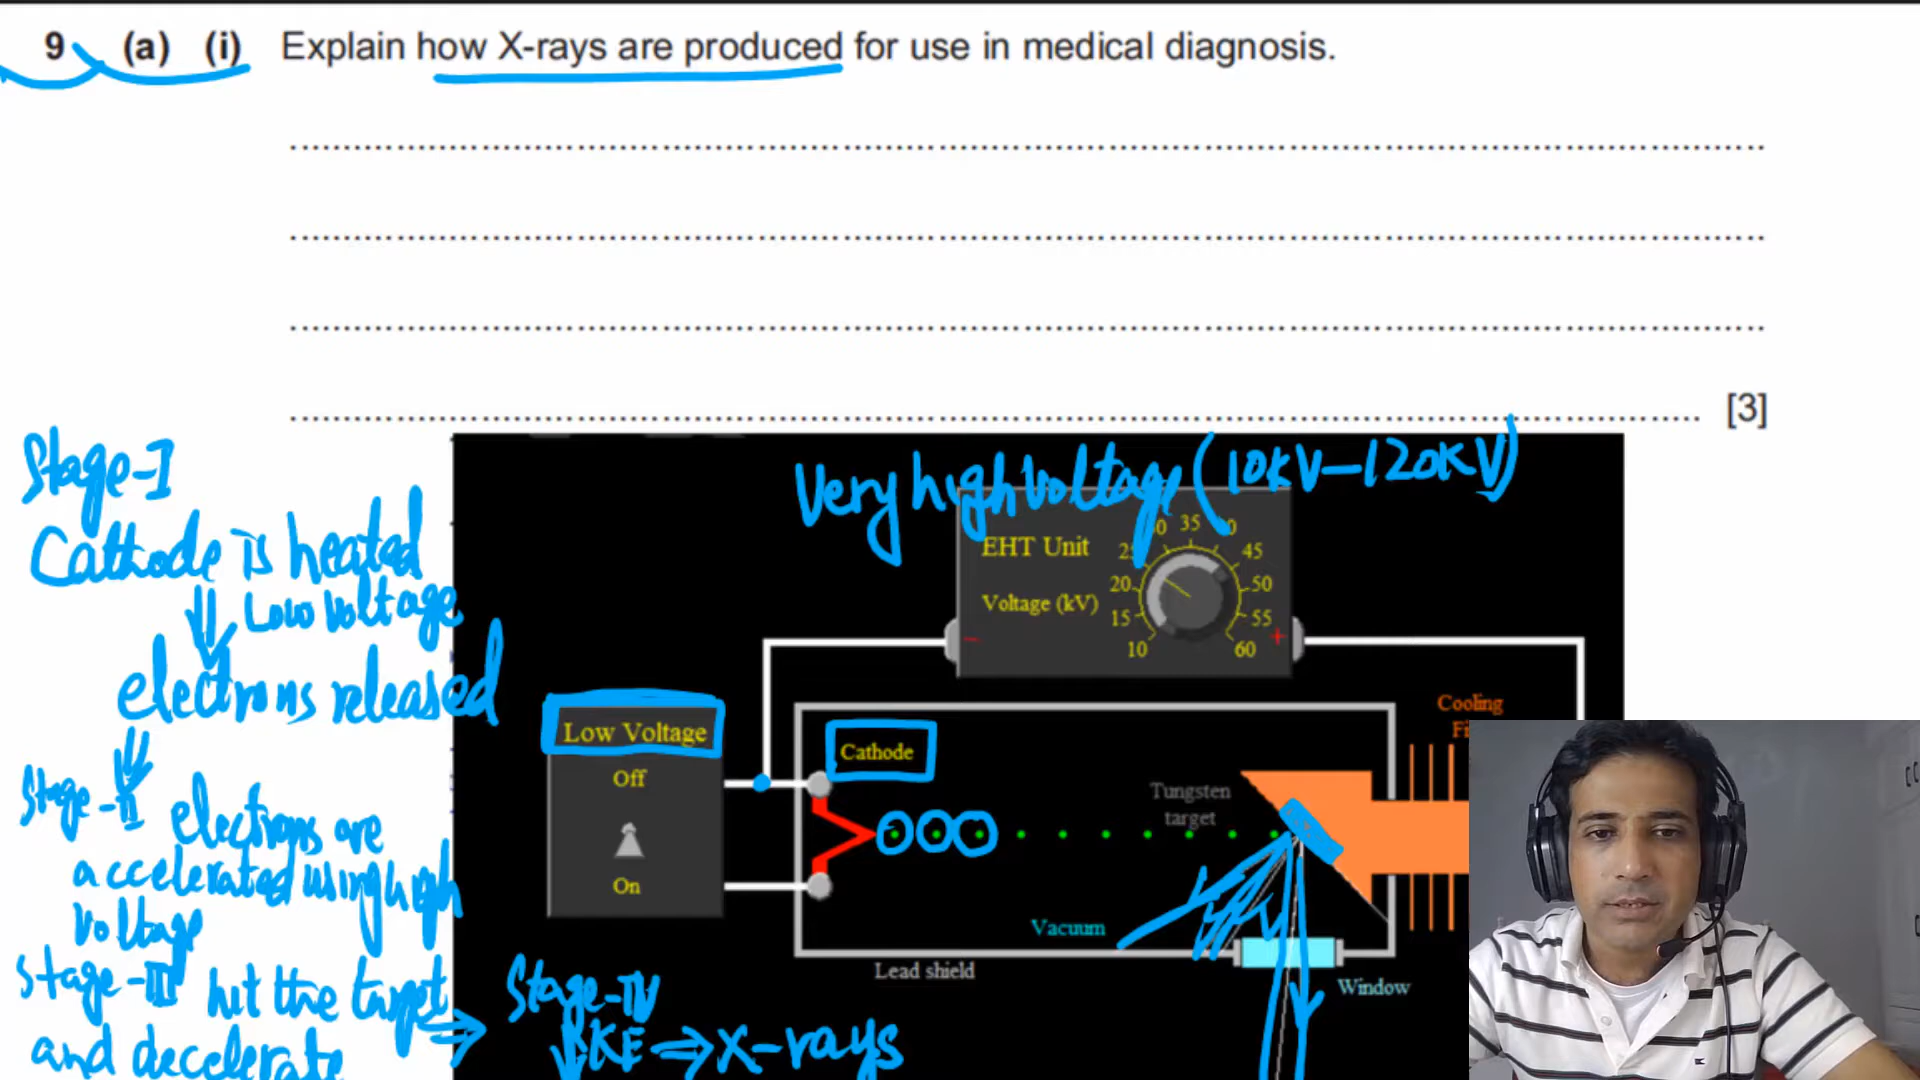 9 (a) (i) Explain how X-rays are produced for use in medical diagnosis.
[3]
Stage-I
Cathode is heated
Low voltage
electrons released
Stage-II electrons are
accelerated using high
voltage
Stage-III hit the target
and decelerate
Stage-IV
KE ⇒ X-rays
Very high voltage (10kV-120KV)
EHT Unit
Voltage (kV)
10 15 20 35 45 50 55 60
- +
Low Voltage
Off
On
Cathode
Tungsten
target
Vacuum
Lead shield
Window
Cooling